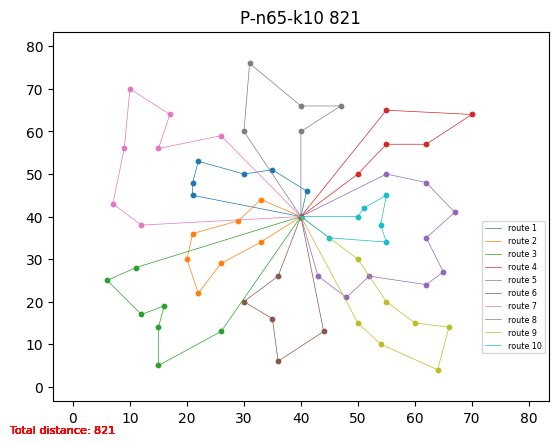 P-n65-k10 821
80
70
60
50
40
30
20
10
0
0 10 20 30 40 50 60 70 80
route 1
route 2
route 3
route 4
route 5
route 6
route 7
route 8
route 9
route 10
Total distance: 821